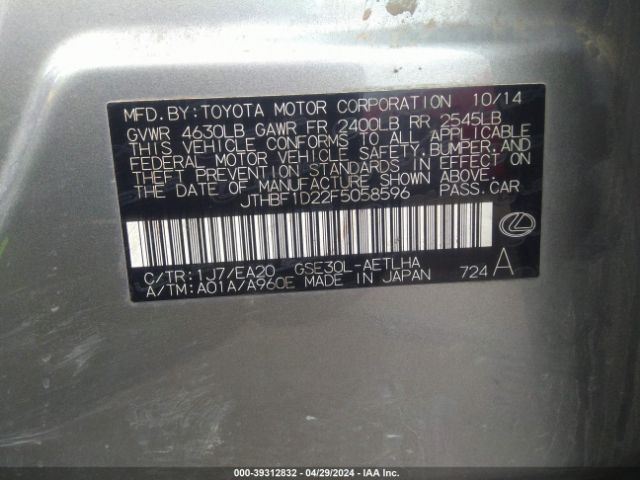 MFD.BY:TOYOTA MOTOR CORPORATION 10/14
GVWR 4630LB GAWR FR 2400LB RR 2545LB
THIS VEHICLE CONFORMS TO ALL APPLICABLE
FEDERAL MOTOR VEHICLE SAFETY,BUMPER,AND
THEFT PREVENTION STANDARDS IN EFFECT ON
THE DATE OF MANUFACTURE SHOWN ABOVE.
JTHBF1D22F5058596 PASS.CAR
C/TR:1J7/EA20 GSE30L-AETLHA
A/TM:A01A/A960E MADE IN JAPAN 724 A
000-39312832 - 04/29/2024 - IAA Inc.